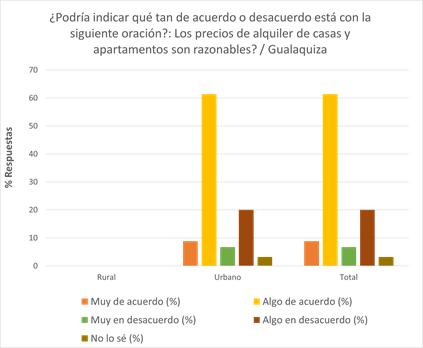 ¿Podría indicar qué tan de acuerdo o desacuerdo está con la
siguiente oración?: Los precios de alquiler de casas y
apartamentos son razonables? / Gualaquiza
70
60
50
40
30
20
10
0
% Respuestas
Rural Urbano Total
Muy de acuerdo (%) Algo de acuerdo (%)
Muy en desacuerdo (%) Algo en desacuerdo (%)
No lo sé (%)